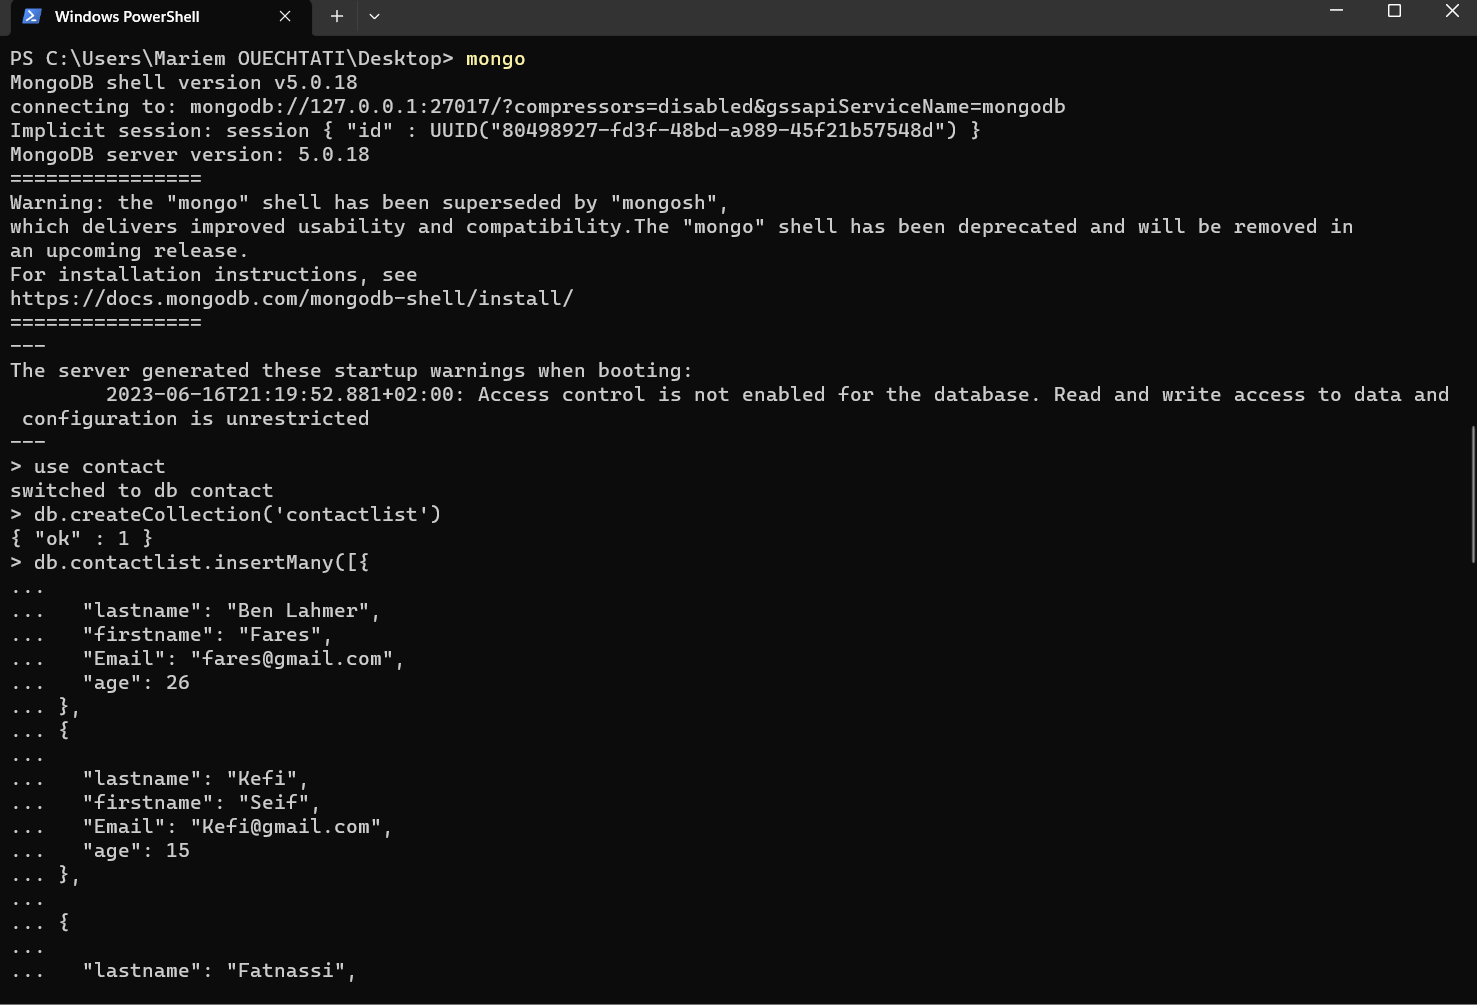 Windows PowerShell
PS C:\Users\Mariem OUECHTATI\Desktop> mongo
MongoDB shell version v5.0.18
connecting to: mongodb://127.0.0.1:27017/?compressors=disabled&gssapiServiceName=mongodb
Implicit session: session { "id" : UUID("80498927-fd3f-48bd-a989-45f21b57548d") }
MongoDB server version: 5.0.18
================
Warning: the "mongo" shell has been superseded by "mongosh",
which delivers improved usability and compatibility.The "mongo" shell has been deprecated and will be removed in
an upcoming release.
For installation instructions, see
https://docs.mongodb.com/mongodb-shell/install/
================
---
The server generated these startup warnings when booting:
        2023-06-16T21:19:52.881+02:00: Access control is not enabled for the database. Read and write access to data and
 configuration is unrestricted
---
> use contact
switched to db contact
> db.createCollection('contactlist')
{ "ok" : 1 }
> db.contactlist.insertMany([{
...
...   "lastname": "Ben Lahmer",
...   "firstname": "Fares",
...   "Email": "fares@gmail.com",
...   "age": 26
... },
... {
...
...   "lastname": "Kefi",
...   "firstname": "Seif",
...   "Email": "Kefi@gmail.com",
...   "age": 15
... },
...
... {
...
...   "lastname": "Fatnassi",